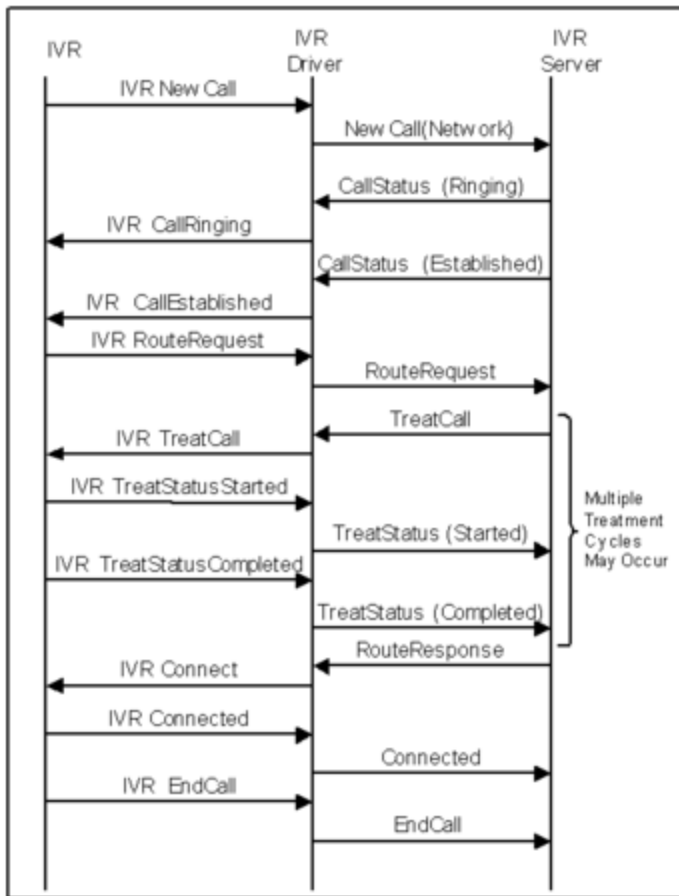 IVR
IVR
Driver
IVR
Server
IVR New Call
New Call(Network)
CallStatus (Ringing)
IVR CallRinging
CallStatus (Established)
IVR CallEstablished
IVR RouteRequest
RouteRequest
TreatCall
IVR TreatCall
IVR TreatStatusStarted
Multiple
Treatment
Cycles
May Occur
TreatStatus (Started)
IVR TreatStatusCompleted
TreatStatus (Completed)
RouteResponse
IVR Connect
IVR Connected
Connected
IVR EndCall
EndCall